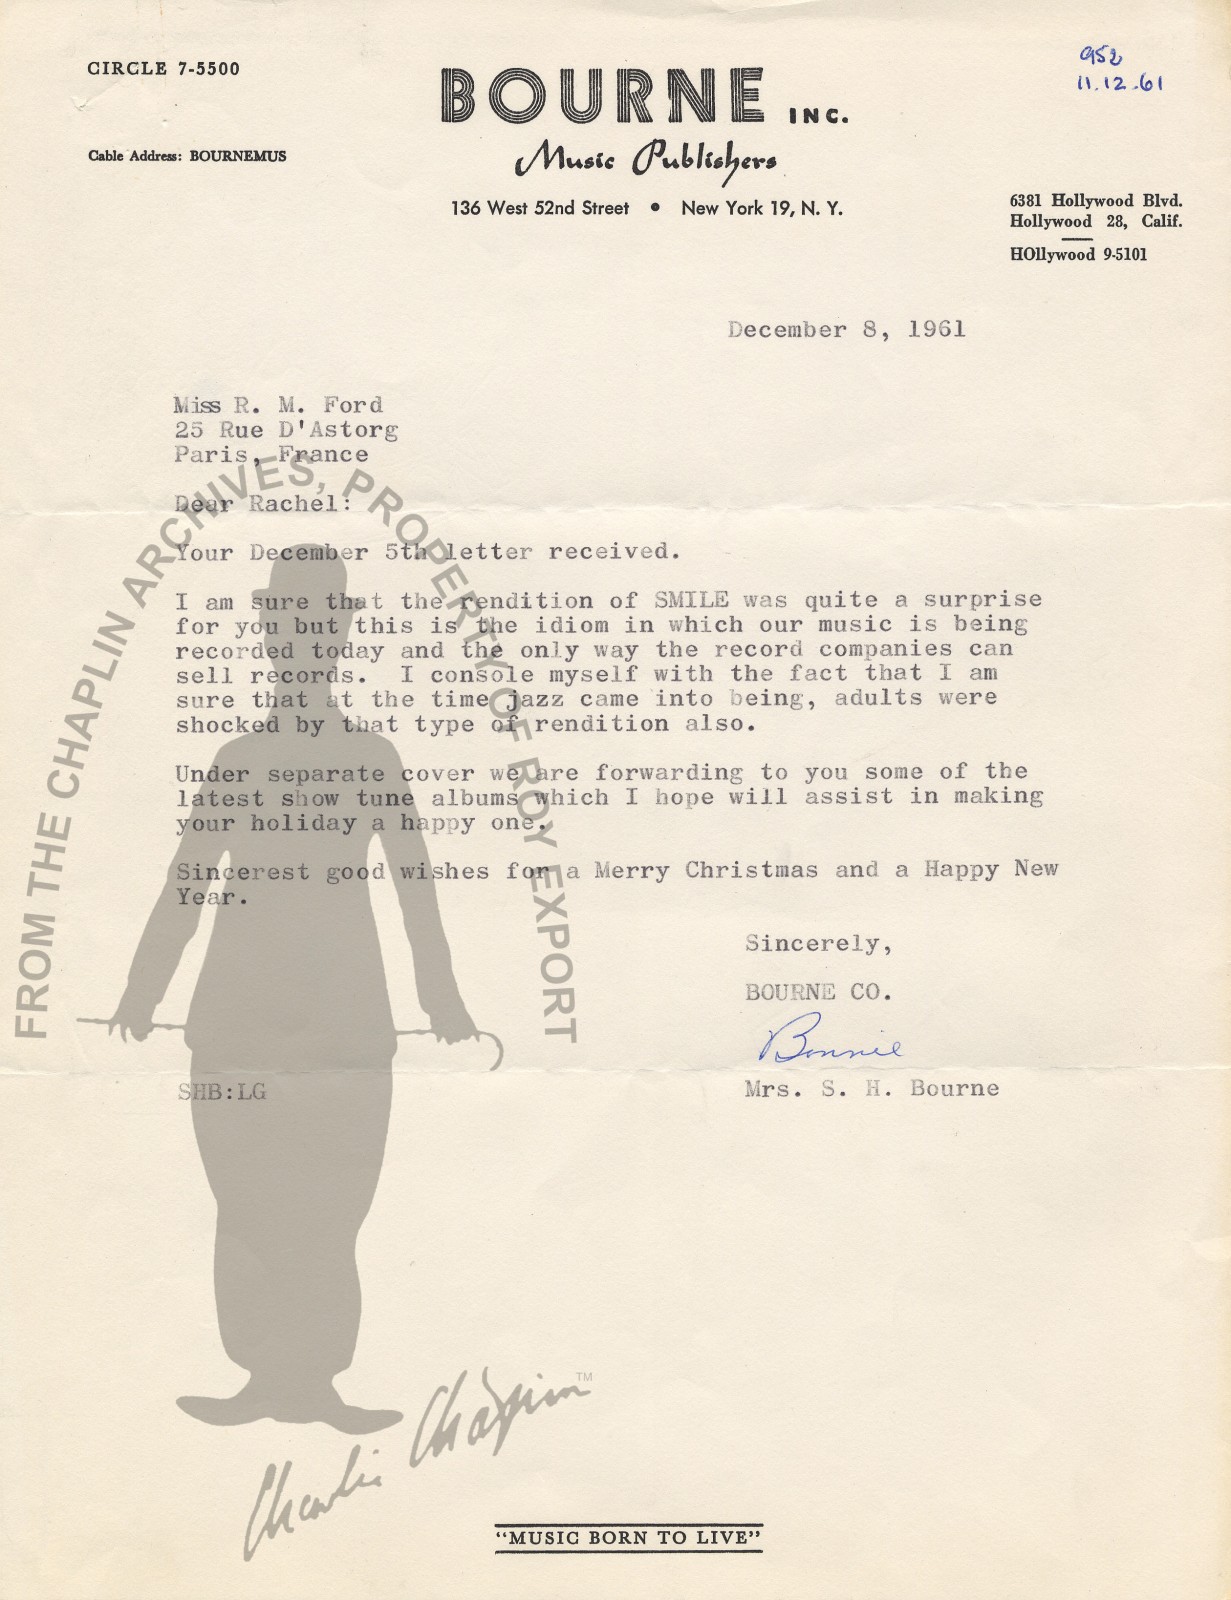 CIRCLE 7-5500
Cable Address: BOURNEMUS
BOURNE INC.
Music Publishers
136 West 52nd Street • New York 19, N. Y.
952
11.12.61
6381 Hollywood Blvd.
Hollywood 28, Calif.
HOllywood 9-5101
December 8, 1961
Miss R. M. Ford
25 Rue D'Astorg
Paris, France
Dear Rachel:
Your December 5th letter received.
I am sure that the rendition of SMILE was quite a surprise
for you but this is the idiom in which our music is being
recorded today and the only way the record companies can
sell records. I console myself with the fact that I am
sure that at the time jazz came into being, adults were
shocked by that type of rendition also.
Under separate cover we are forwarding to you some of the
latest show tune albums which I hope will assist in making
your holiday a happy one.
Sincerest good wishes for a Merry Christmas and a Happy New
Year.
Sincerely,
BOURNE CO.
Bonnie
Mrs. S. H. Bourne
SHB:LG
FROM THE CHAPLIN ARCHIVES, PROPERTY OF ROY EXPORT
Charlie Chaplin TM
"MUSIC BORN TO LIVE"